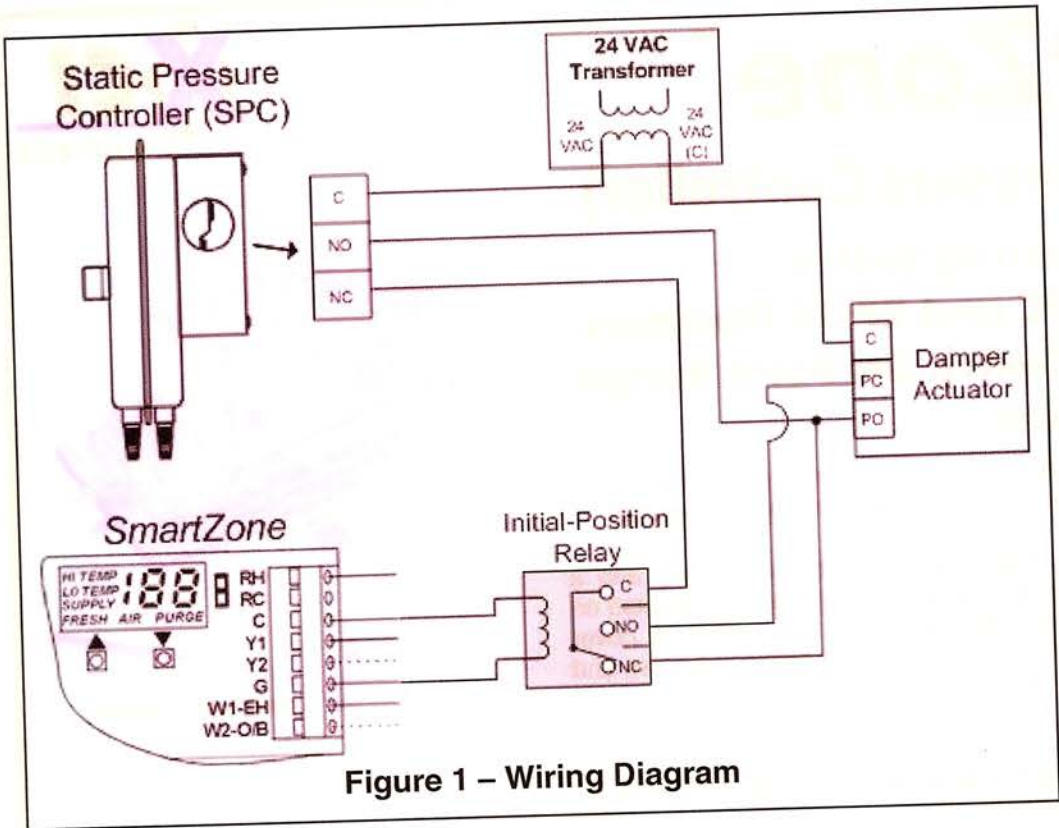 Static Pressure
Controller (SPC)
24 VAC
Transformer
24
VAC
24
VAC
(C)
C
NO
NC
C
PC
PO
Damper
Actuator
SmartZone
HI TEMP
LO TEMP
SUPPLY
188
FRESH AIR PURGE
RH
RC
C
Y1
Y2
G
W1-EH
W2-O/B
Initial-Position
Relay
C
NO
NC
Figure 1 – Wiring Diagram